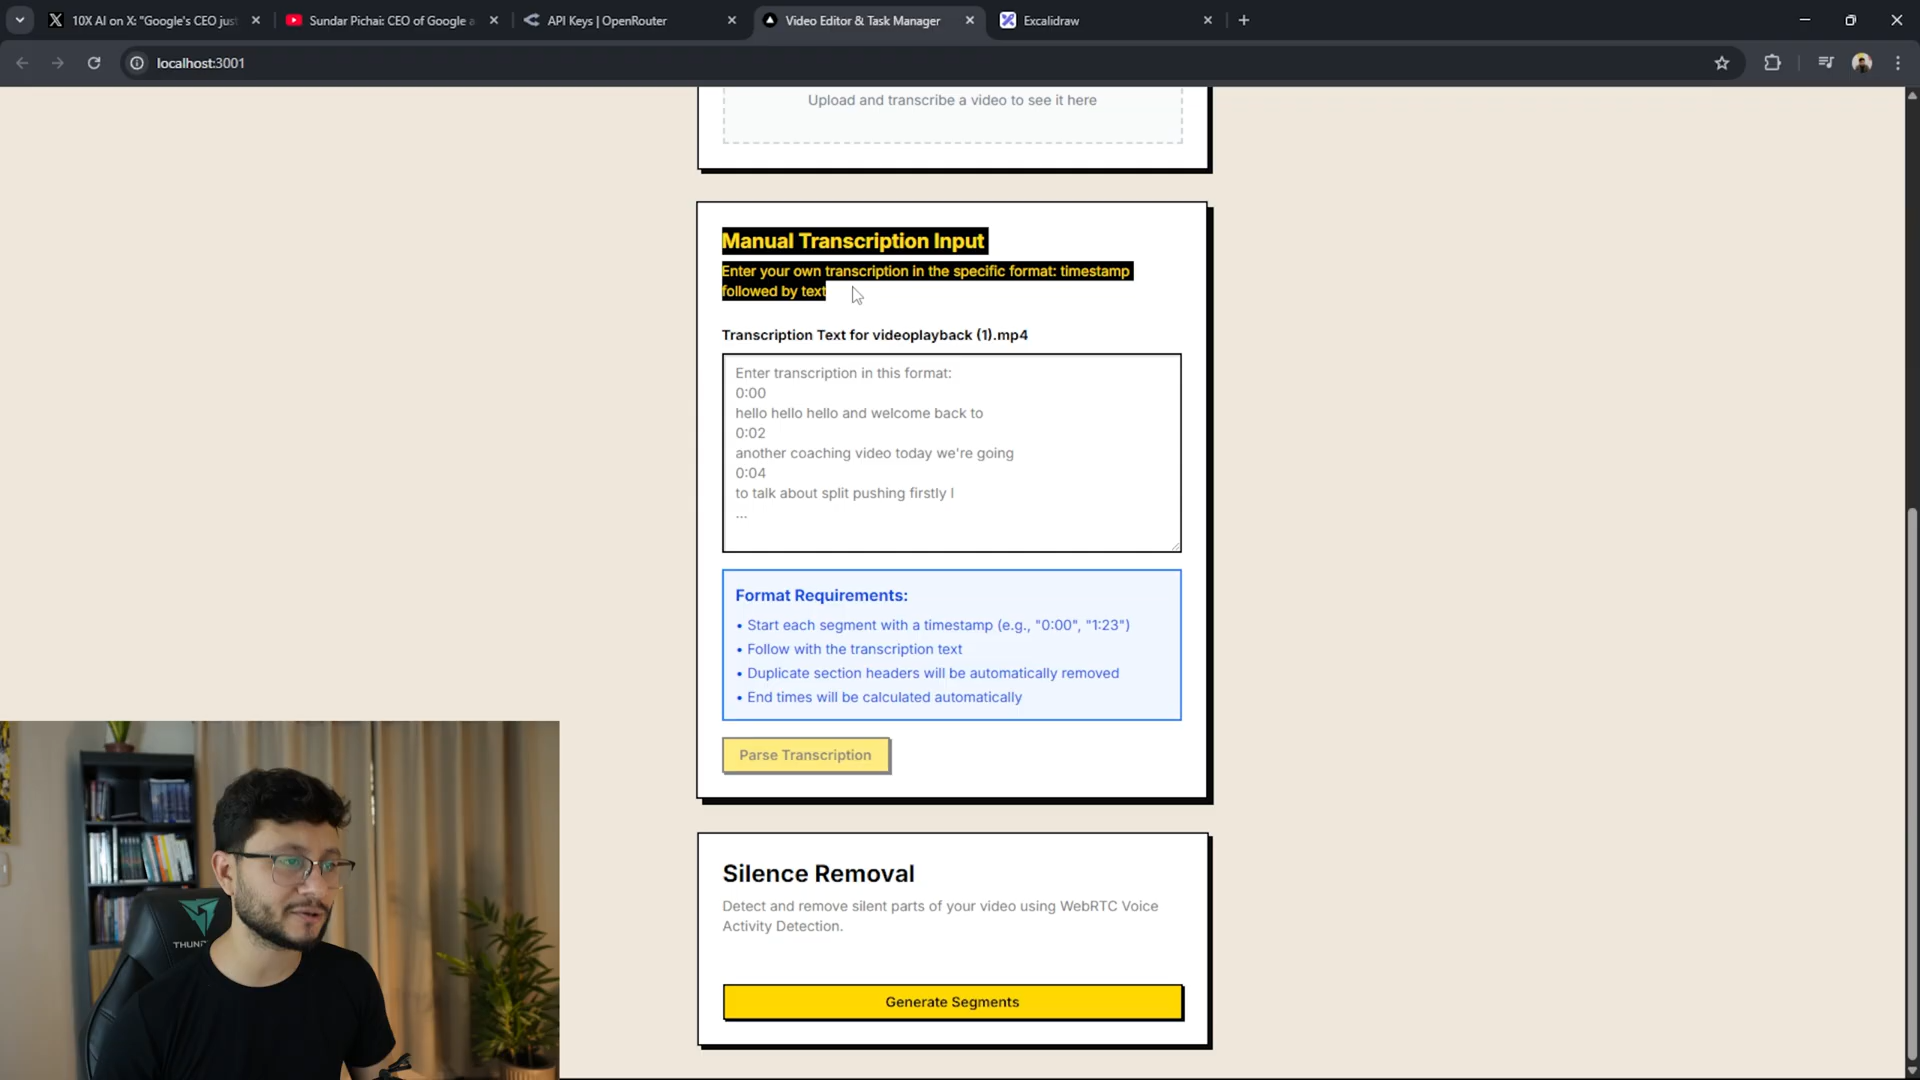 10X AI on X: "Google's CEO jus
Sundar Pichai: CEO of Google a
API Keys | OpenRouter
Video Editor & Task Manager
Excalidraw
localhost:3001
Upload and transcribe a video to see it here
Manual Transcription Input
Enter your own transcription in the specific format: timestamp
followed by text
Transcription Text for videoplayback (1).mp4
Enter transcription in this format:
0:00
hello hello hello and welcome back to
0:02
another coaching video today we're going
0:04
to talk about split pushing firstly I
...
Format Requirements:
• Start each segment with a timestamp (e.g., "0:00", "1:23")
• Follow with the transcription text
• Duplicate section headers will be automatically removed
• End times will be calculated automatically
Parse Transcription
Silence Removal
Detect and remove silent parts of your video using WebRTC Voice
Activity Detection.
Generate Segments